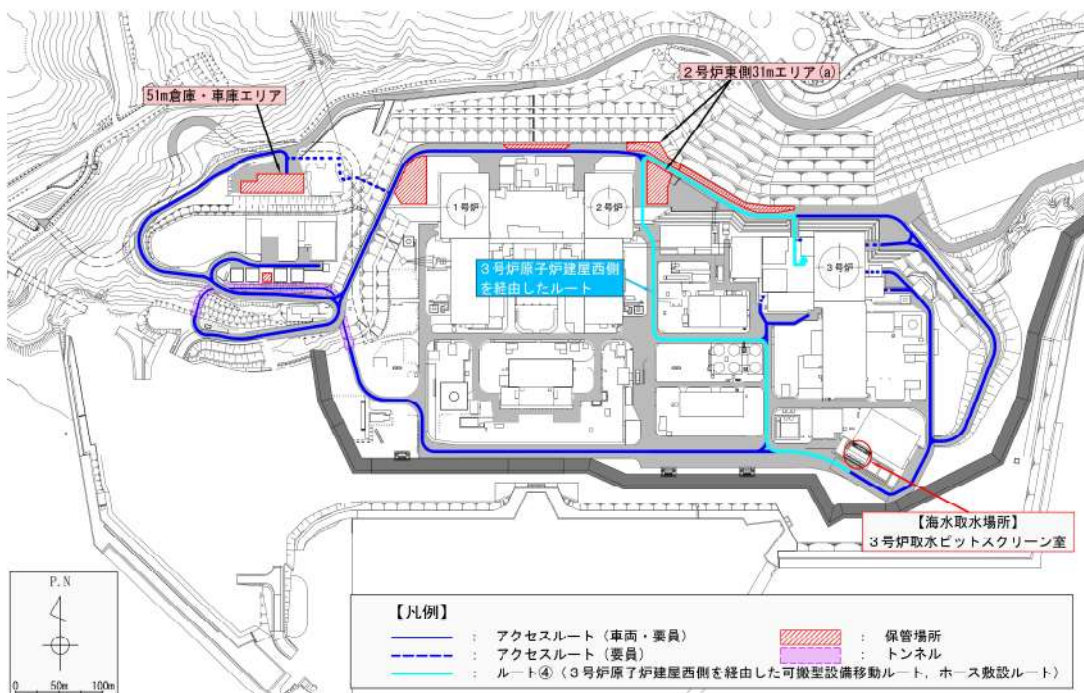 ２号炉東側31mエリア(a)
51m倉庫・車庫エリア
１号炉
２号炉
３号炉
３号炉原子炉建屋西側
を経由したルート
【海水取水場所】
３号炉取水ピットスクリーン室
P.N
0 50m 100m
【凡例】
： アクセスルート（車両・要員）
： アクセスルート（要員）
： ルート④（３号炉原子炉建屋西側を経由した可搬型設備移動ルート，ホース敷設ルート）
： 保管場所
： トンネル